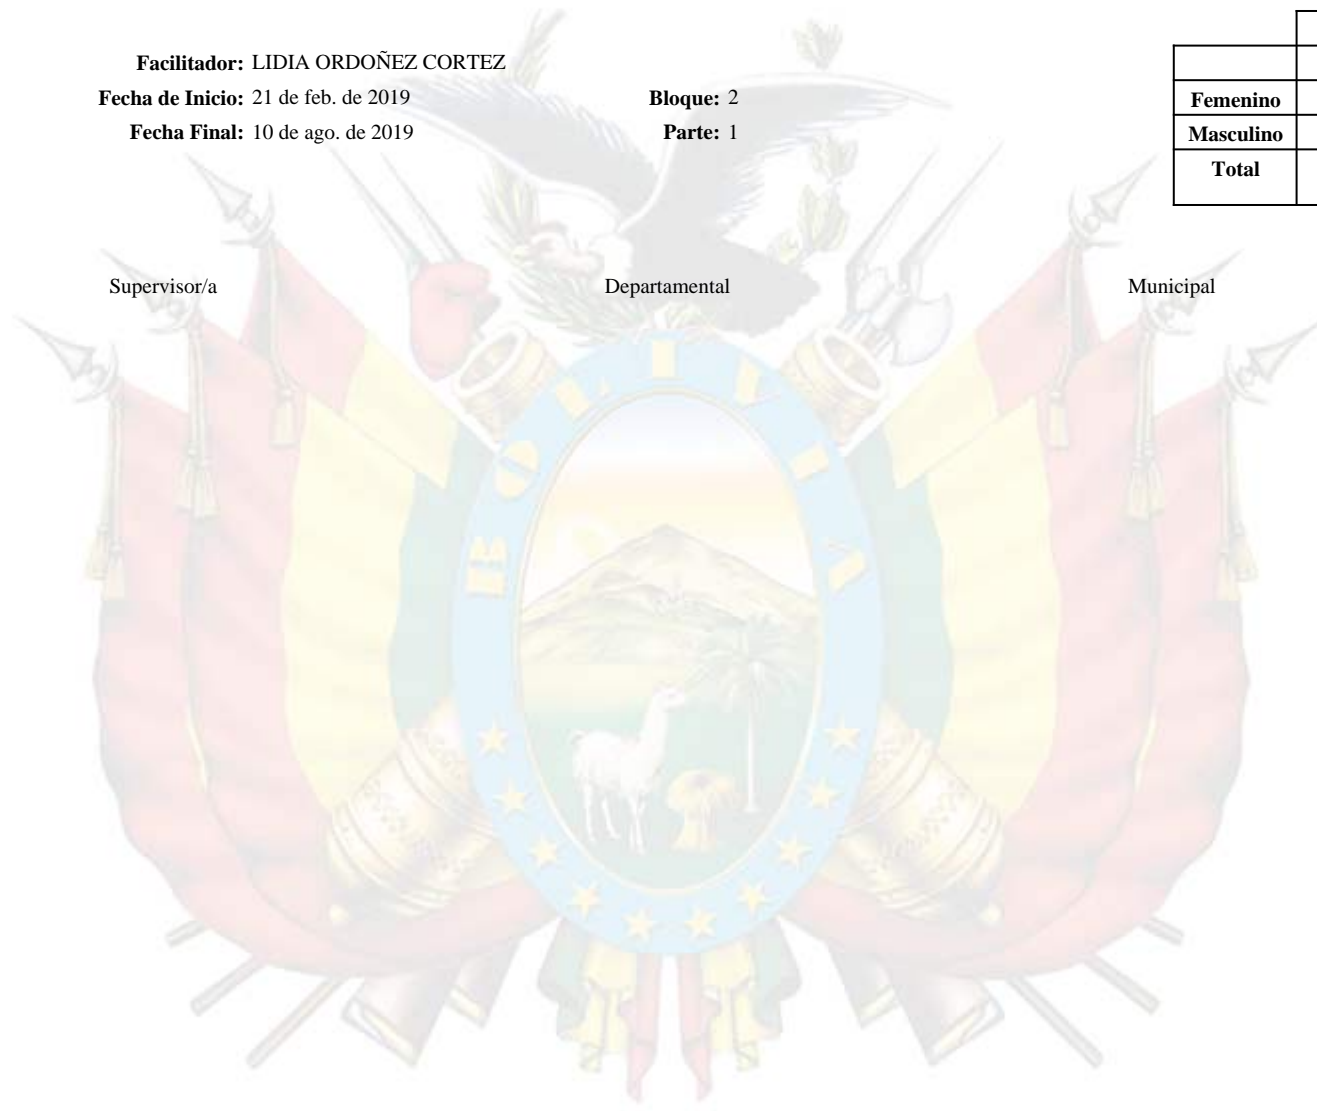 Facilitador: LIDIA ORDOÑEZ CORTEZ
Fecha de Inicio: 21 de feb. de 2019 Bloque: 2
Fecha Final: 10 de ago. de 2019 Parte: 1
Femenino
Masculino
Total
Supervisor/a Departamental Municipal
BOLIVIA